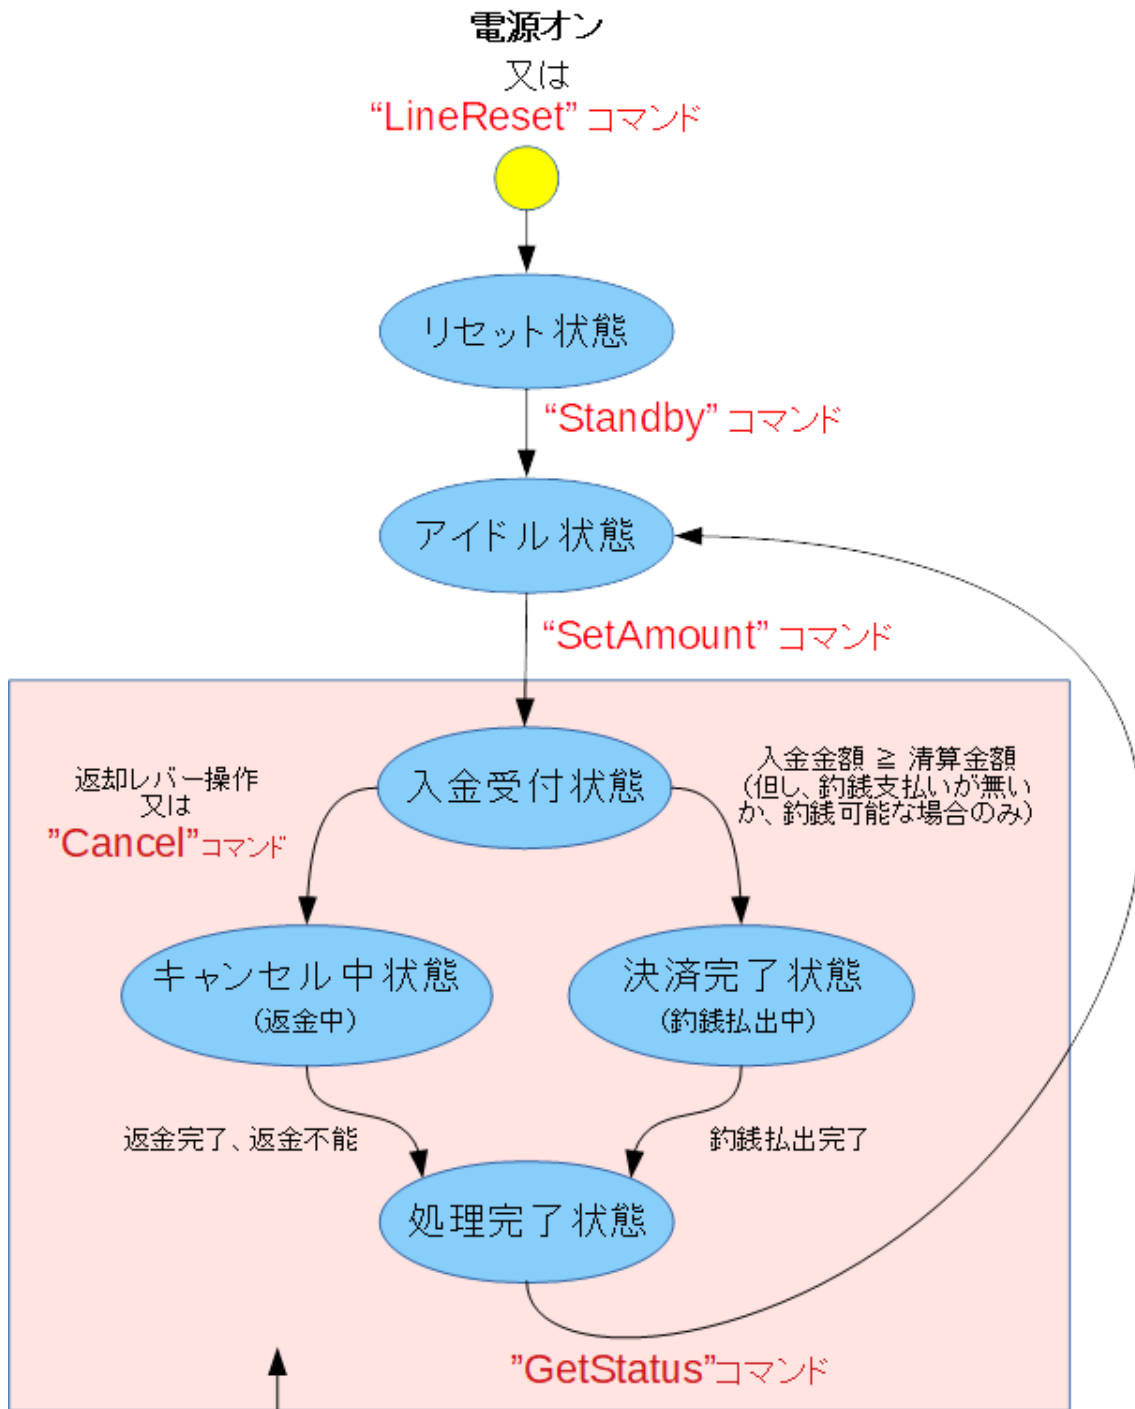 電源オン
又は
“LineReset” コマンド
リセット状態
“Standby” コマンド
アイドル状態
“SetAmount” コマンド
入金受付状態
返却レバー操作
又は
”Cancel”コマンド
入金金額 ≧ 清算金額
(但し、釣銭支払いが無い
か、釣銭可能な場合のみ)
キャンセル中状態
(返金中)
決済完了状態
(釣銭払出中)
返金完了、返金不能
釣銭払出完了
処理完了状態
”GetStatus”コマンド